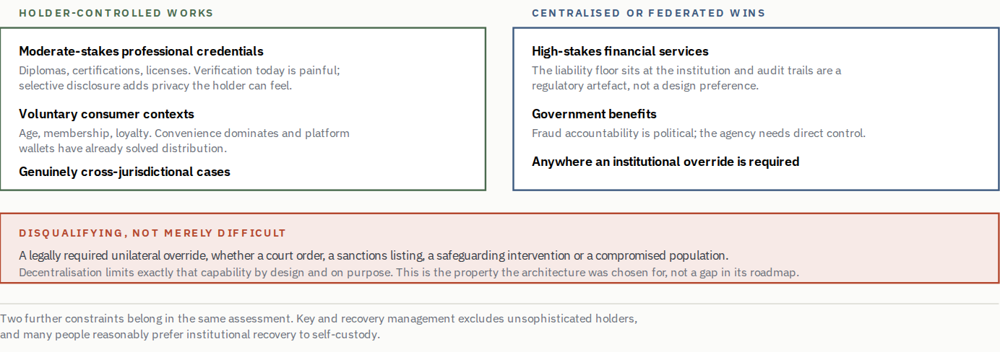 HOLDER-CONTROLLED WORKS
Moderate-stakes professional credentials
Diplomas, certifications, licenses. Verification today is painful;
selective disclosure adds privacy the holder can feel.
Voluntary consumer contexts
Age, membership, loyalty. Convenience dominates and platform
wallets have already solved distribution.
Genuinely cross-jurisdictional cases
CENTRALISED OR FEDERATED WINS
High-stakes financial services
The liability floor sits at the institution and audit trails are a
regulatory artefact, not a design preference.
Government benefits
Fraud accountability is political; the agency needs direct control.
Anywhere an institutional override is required
DISQUALIFYING, NOT MERELY DIFFICULT
A legally required unilateral override, whether a court order, a sanctions listing, a safeguarding intervention or a compromised population.
Decentralisation limits exactly that capability by design and on purpose. This is the property the architecture was chosen for, not a gap in its roadmap.
Two further constraints belong in the same assessment. Key and recovery management excludes unsophisticated holders,
and many people reasonably prefer institutional recovery to self-custody.